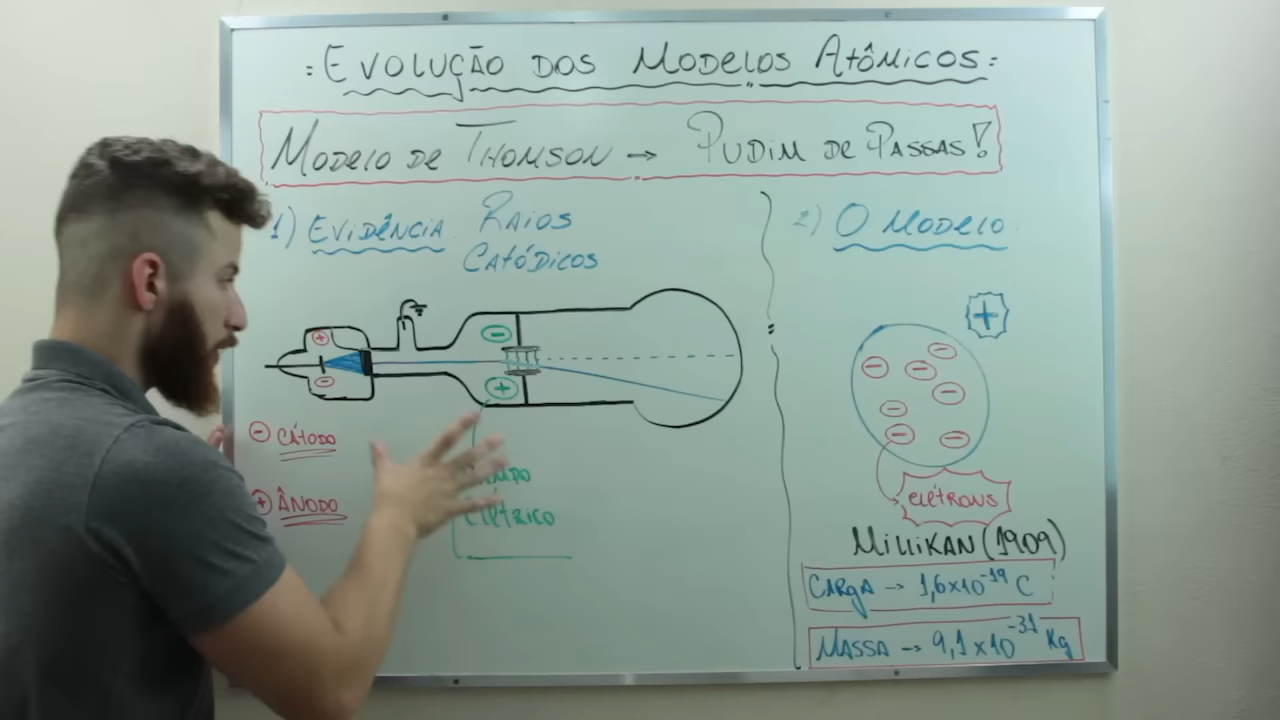 : EVOLUÇÃO DOS MODELOS ATÔMICOS :
MODELO DE THOMSON → PUDIM DE PASSAS!
1) EVIDÊNCIA RAIOS
CATÓDICOS
- CÁTODO
+ ÂNODO
ELÉTRICO
2) O MODELO
+
ELÉTRONS
MILLIKAN (1909)
CARGA → 1,6x10⁻¹⁹ C
MASSA → 9,1x10⁻³¹ Kg